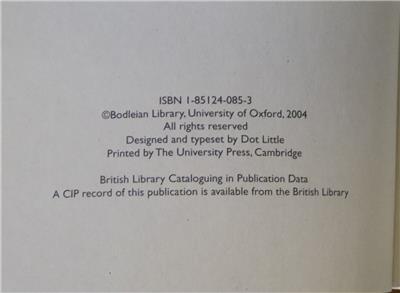 ISBN 1-85124-085-3
©Bodleian Library, University of Oxford, 2004
All rights reserved
Designed and typeset by Dot Little
Printed by The University Press, Cambridge
British Library Cataloguing in Publication Data
A CIP record of this publication is available from the British Library